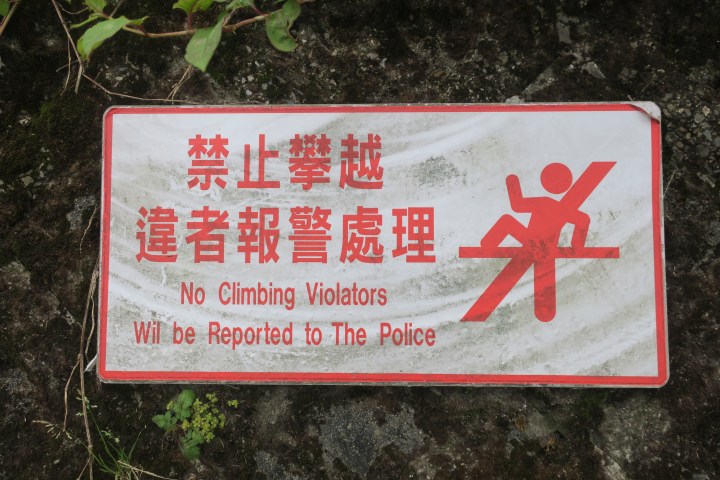 禁止攀越
違者報警處理
No Climbing Violators
Wil be Reported to The Police